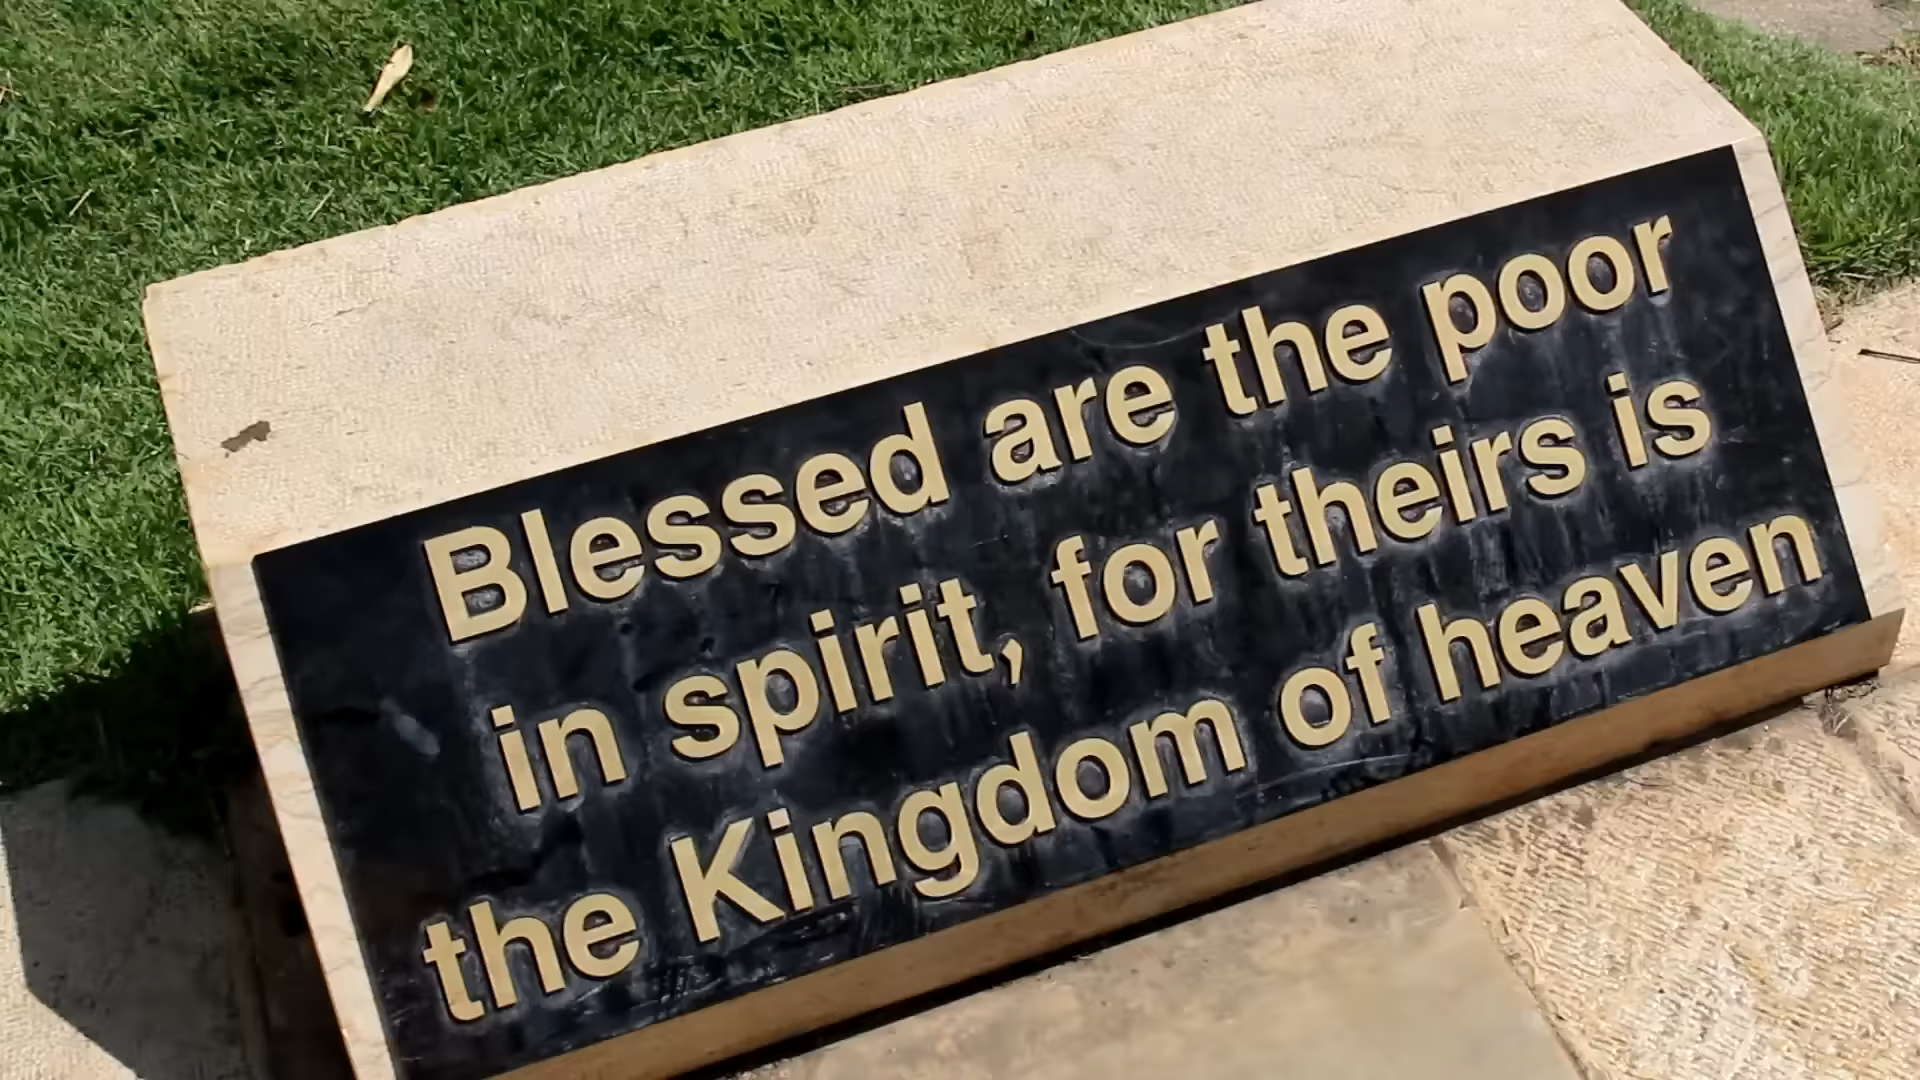 Blessed are the poor
in spirit, for theirs is
the Kingdom of heaven